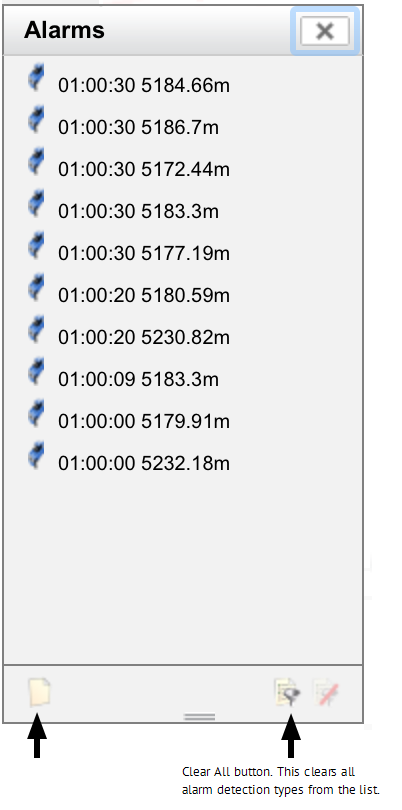 Alarms
01:00:30 5184.66m
01:00:30 5186.7m
01:00:30 5172.44m
01:00:30 5183.3m
01:00:30 5177.19m
01:00:20 5180.59m
01:00:20 5230.82m
01:00:09 5183.3m
01:00:00 5179.91m
01:00:00 5232.18m
Clear All button. This clears all
alarm detection types from the list.